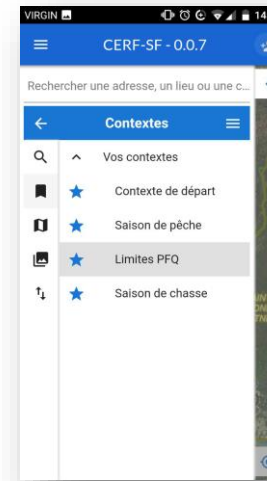 VIRGIN 14
CERF-SF - 0.0.7
Rechercher une adresse, un lieu ou une c...
Contextes
Vos contextes
Contexte de départ
Saison de pêche
Limites PFQ
Saison de chasse